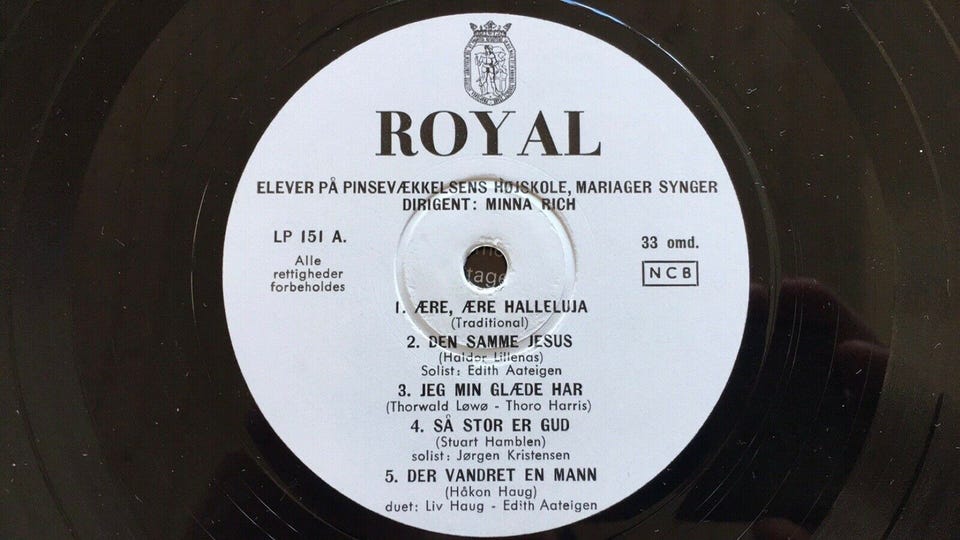 ROYAL
ELEVER PÅ PINSEVÆKKELSENS HØJSKOLE, MARIAGER SYNGER
DIRIGENT: MINNA RICH
LP 151 A.
33 omd.
Alle
rettigheder
forbeholdes
NCB
1. ÆRE, ÆRE HALLELUJA
(Traditional)
2. DEN SAMME JESUS
(Haldor Lillenas)
Solist: Edith Aateigen
3. JEG MIN GLÆDE HAR
(Thorwald Løwø - Thoro Harris)
4. SÅ STOR ER GUD
(Stuart Hamblen)
solist: Jørgen Kristensen
5. DER VANDRET EN MANN
(Håkon Haug)
duet: Liv Haug - Edith Aateigen